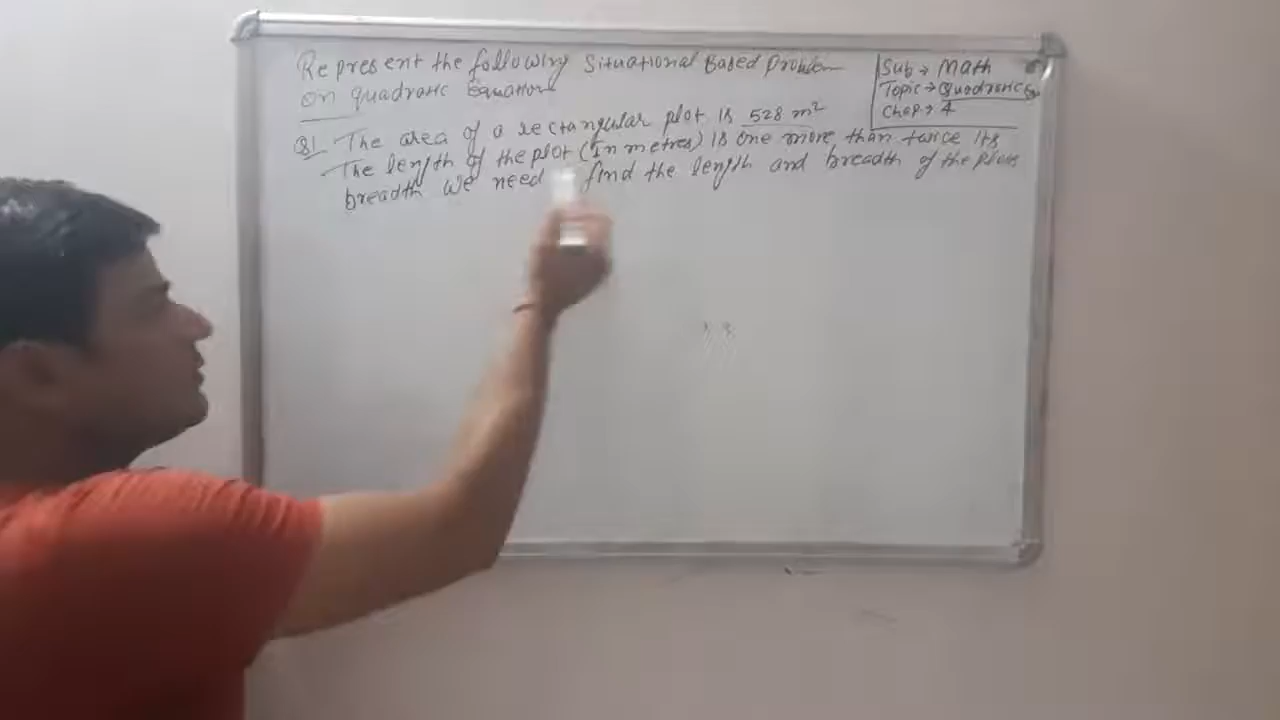 Represent the following Situational Based Problem
on quadratic Equation
Sub → Math
Topic → Quadratic Eqn
Chap → 4
Q1 The area of a rectangular plot is 528 m²
The length of the plot (In metres) is one more than twice its
breadth we need find the length and breadth of the plot